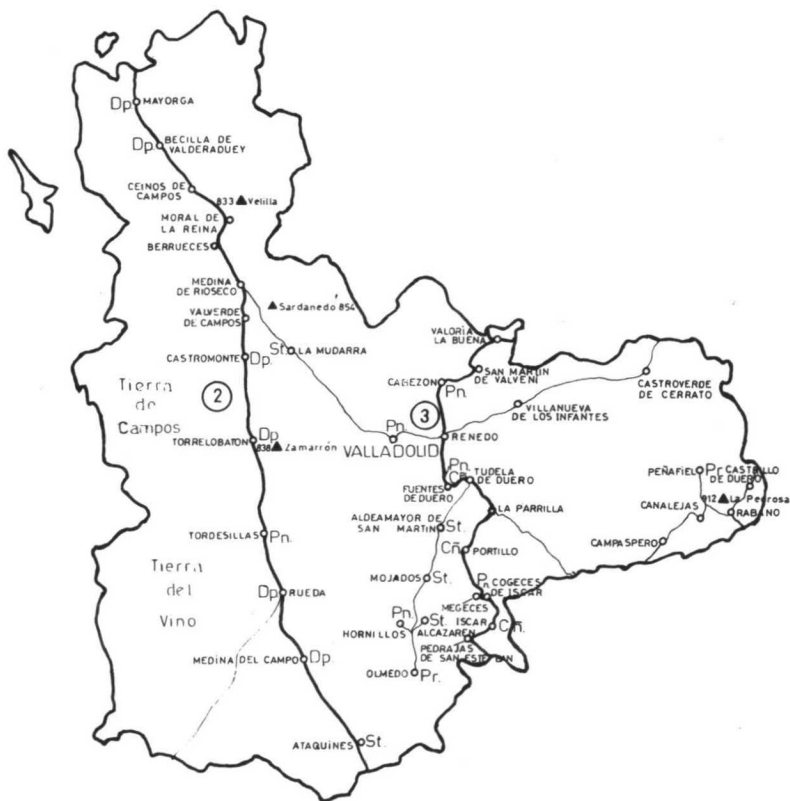 Dp. MAYORGA
Dp. BECILLA DE
VALDERADUEY
CEINOS DE
CAMPOS
833 ▲ Velilla
MORAL DE
LA REINA
BERRUECES
MEDINA
DE RIOSECO
▲ Sardanedo 854
VALVERDE
DE CAMPOS
VALORIA
LA BUENA
St. LA MUDARRA
CASTROMONTE Dp.
SAN MARTIN
DE VALVENI
CABEZON
Pn.
CASTROVERDE
DE CERRATO
Tierra
de
Campos
2
3
VILLANUEVA
DE LOS INFANTES
Pn.
VALLADOLID
RENEDO
Dp
TORRELOBATON
838 ▲ Zamarrón
Pn.
Cñ.
TUDELA
DE DUERO
FUENTES
DE DUERO
PEÑAFIEL
Pr
CASTRILLO
DE DUERO
912 ▲ La Pedrosa
RABANO
CANALEJAS
CAMPASPERO
LA PARRILLA
ALDEAMAYOR DE
SAN MARTIN
St.
TORDESILLAS Pn.
Cñ PORTILLO
Tierra
del
Vino
MOJADOS St.
Dp RUEDA
Pn COGECES
DE ISCAR
MEGECES
Pn.
HORNILLOS
St.
ALCAZAREN
ISCAR
Cñ.
PEDRAJAS
DE SAN ESTEBAN
MEDINA DEL CAMPO Dp.
OLMEDO Pr.
ATAQUINES St.